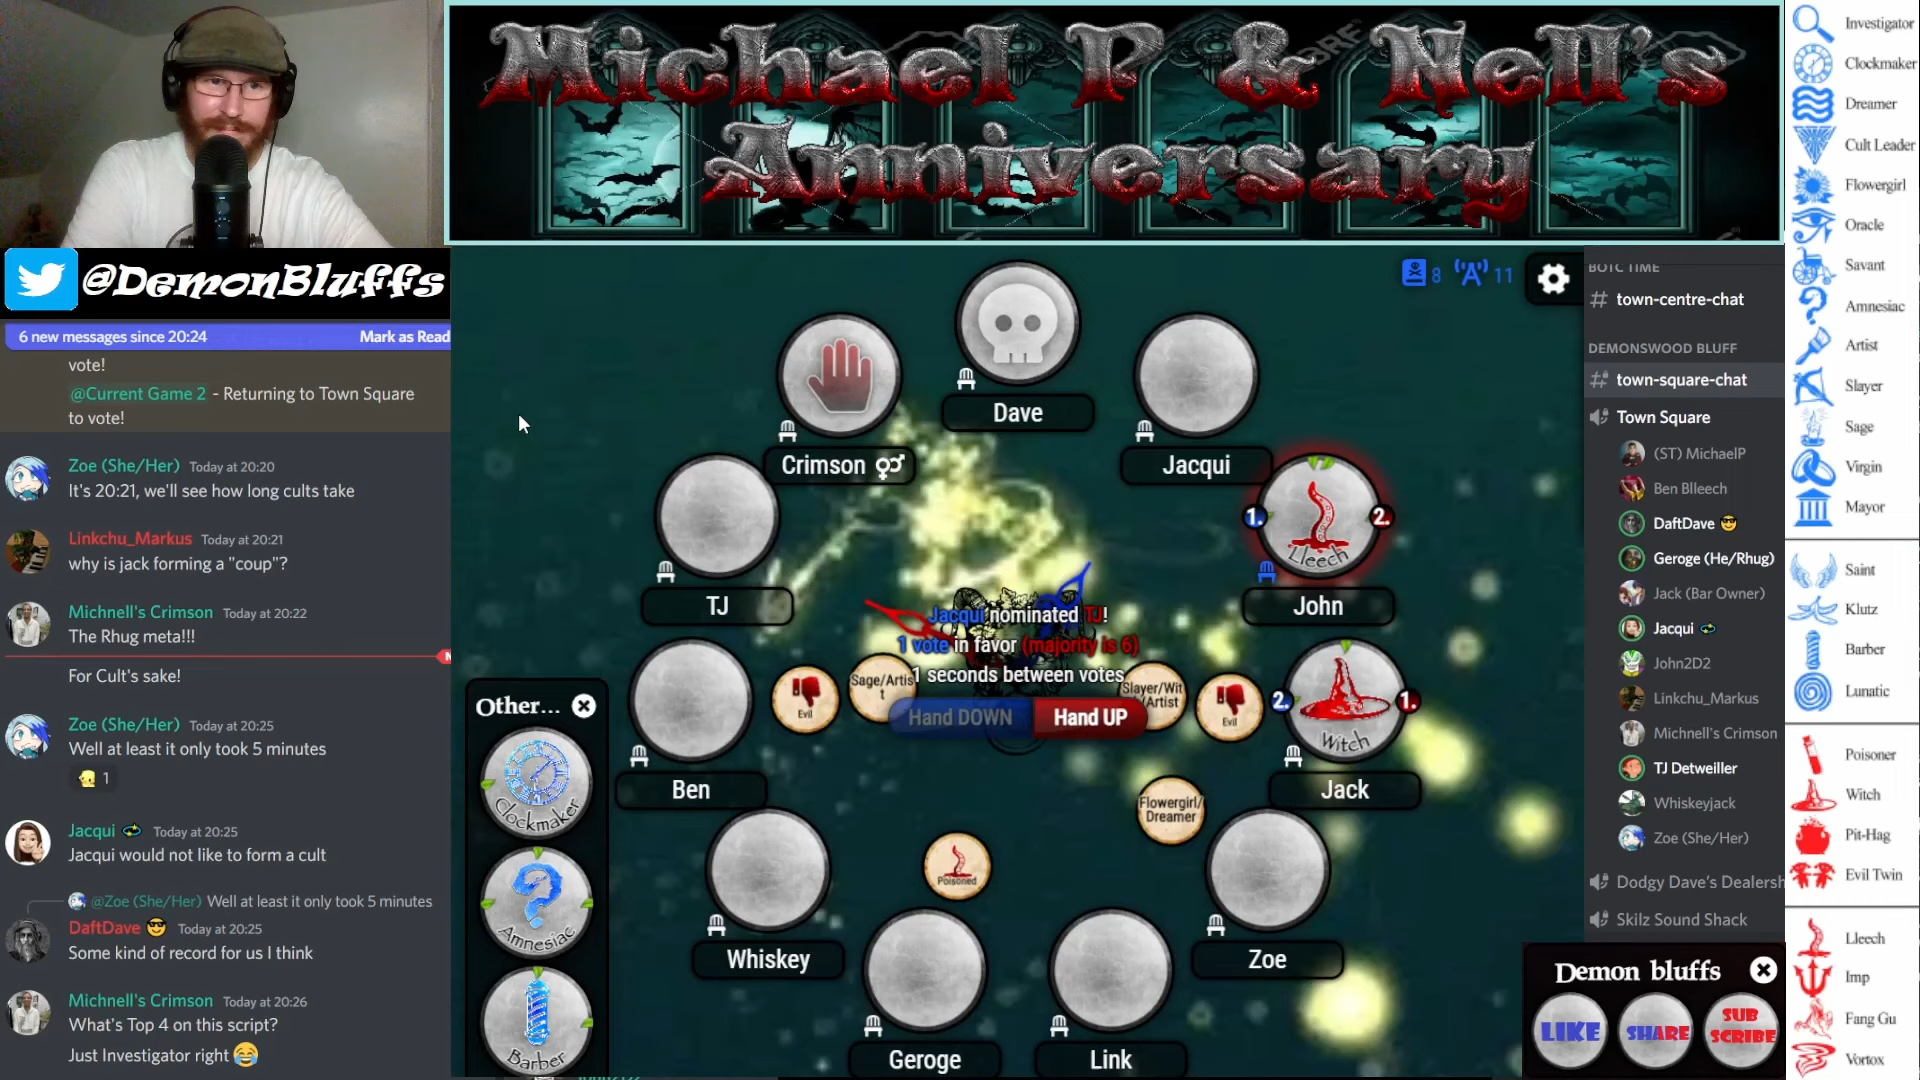 Michael P & Nell's
Anniversary
@DemonBluffs
6 new messages since 20:24
Mark as Read
vote!
@Current Game 2 - Returning to Town Square
to vote!
Zoe (She/Her) Today at 20:20
It's 20:21, we'll see how long cults take
Linkchu_Markus Today at 20:21
why is jack forming a "coup"?
Michnell's Crimson Today at 20:22
The Rhug meta!!!
For Cult's sake!
Zoe (She/Her) Today at 20:25
Well at least it only took 5 minutes
1
Jacqui Today at 20:25
Jacqui would not like to form a cult
@Zoe (She/Her) Well at least it only took 5 minutes
DaftDave 😎 Today at 20:25
Some kind of record for us I think
Michnell's Crimson Today at 20:26
What's Top 4 on this script?
Just Investigator right 😂
8 11
Dave
Crimson
Jacqui
TJ
1. 2.
Lleech
John
Jacqui nominated TJ!
1 vote in favor (majority is 6)
1 seconds between votes
Hand DOWN
Hand UP
Evil
Sage/Artis
t
Slayer/Wit
/Artist
Evil
2. 1.
Witch
Jack
Ben
Flowergirl/
Dreamer
Poisoned
Whiskey
Zoe
Geroge
Link
Other...
Clockmaker
Amnesiac
Barber
BOTC TIME
# town-centre-chat
DEMONSWOOD BLUFF
# town-square-chat
Town Square
(ST) MichaelP
Ben Blleech
DaftDave 😎
Geroge (He/Rhug)
Jack (Bar Owner)
Jacqui
John2D2
Linkchu_Markus
Michnell's Crimson
TJ Detweiller
Whiskeyjack
Zoe (She/Her)
Dodgy Dave's Dealersh
Skilz Sound Shack
Demon bluffs
LIKE
SHARE
SUB
SCRIBE
Investigator
Clockmaker
Dreamer
Cult Leader
Flowergirl
Oracle
Savant
Amnesiac
Artist
Slayer
Sage
Virgin
Mayor
Saint
Klutz
Barber
Lunatic
Poisoner
Witch
Pit-Hag
Evil Twin
Lleech
Imp
Fang Gu
Vortox